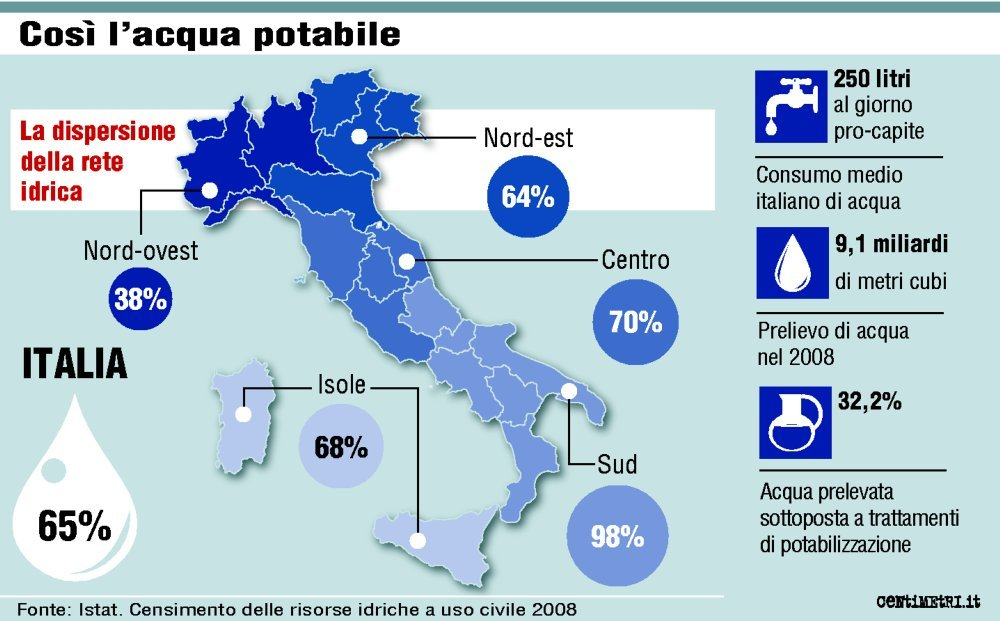 Così l'acqua potabile
La dispersione
della rete
idrica
Nord-est
64%
Nord-ovest
38%
Centro
70%
ITALIA
65%
Isole
68%
Sud
98%
250 litri
al giorno
pro-capite
Consumo medio
italiano di acqua
9,1 miliardi
di metri cubi
Prelievo di acqua
nel 2008
32,2%
Acqua prelevata
sottoposta a trattamenti
di potabilizzazione
Fonte: Istat. Censimento delle risorse idriche a uso civile 2008
CENTIMETRI.it